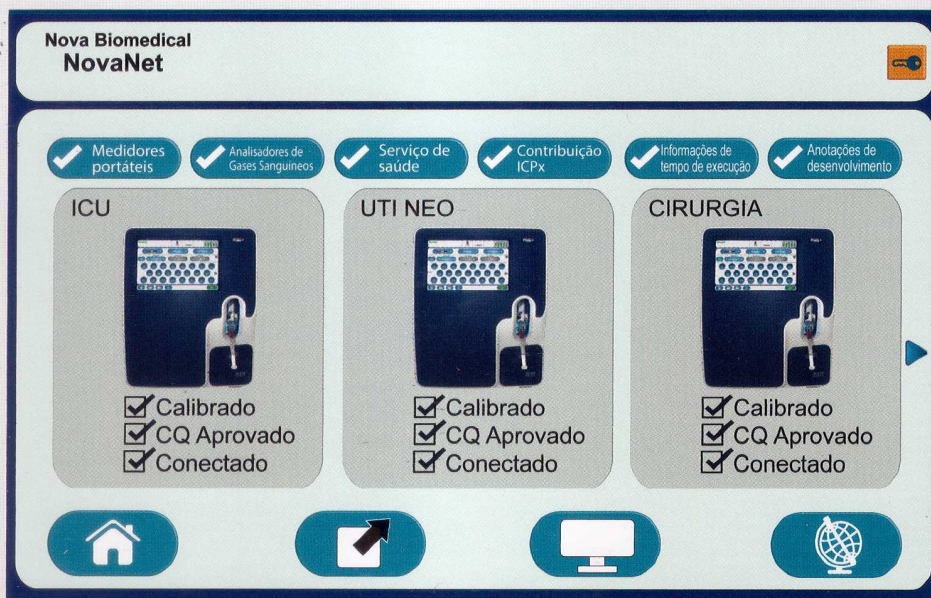 Nova Biomedical
NovaNet
Medidores
portáteis
Analisadores de
Gases Sanguíneos
Serviço de
saúde
Contribuição
ICPx
Informações de
tempo de execução
Anotações de
desenvolvimento
ICU
UTI NEO
CIRURGIA
Calibrado
CQ Aprovado
Conectado
Calibrado
CQ Aprovado
Conectado
Calibrado
CQ Aprovado
Conectado